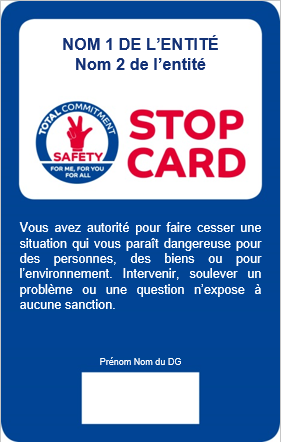 NOM 1 DE L’ENTITÉ
Nom 2 de l’entité
TOTAL COMMITMENT
SAFETY
FOR ME, FOR YOU
FOR ALL
STOP
CARD
Vous avez autorité pour faire cesser une
situation qui vous paraît dangereuse pour
des personnes, des biens ou pour
l’environnement. Intervenir, soulever un
problème ou une question n’expose à
aucune sanction.
Prénom Nom du DG